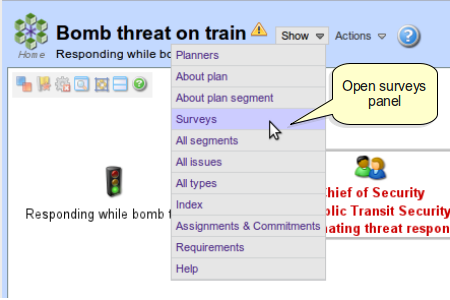 Bomb threat on train
Show
Actions
?
Home
Responding while bo
Planners
About plan
About plan segment
Surveys
All segments
All issues
All types
Index
Assignments & Commitments
Requirements
Help
Open surveys
panel
Responding while bomb t
hief of Security
blic Transit Security
nating threat respon